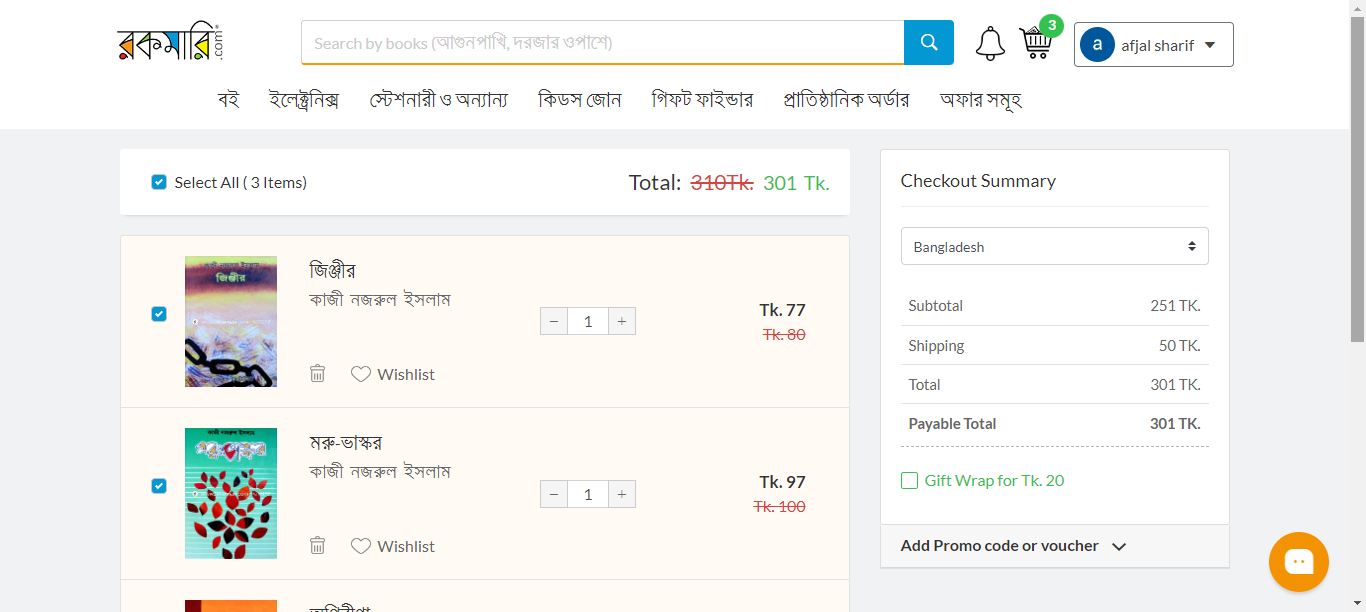 রকমারি.com
Search by books (আগুনপাখি, দরজার ওপাশে)
3
a afjal sharif
বই ইলেক্ট্রনিক্স স্টেশনারী ও অন্যান্য কিডস জোন গিফট ফাইন্ডার প্রাতিষ্ঠানিক অর্ডার অফার সমূহ
Select All ( 3 Items) Total: 310Tk. 301 Tk.
জিঞ্জীর
কাজী নজরুল ইসলাম
জিঞ্জীর
1
Tk. 77
Tk. 80
Wishlist
মরু-ভাস্কর
কাজী নজরুল ইসলাম
কাজী নজরুল ইসলাম
1
Tk. 97
Tk. 100
Wishlist
Checkout Summary
Bangladesh
Subtotal 251 TK.
Shipping 50 TK.
Total 301 TK.
Payable Total 301 TK.
Gift Wrap for Tk. 20
Add Promo code or voucher